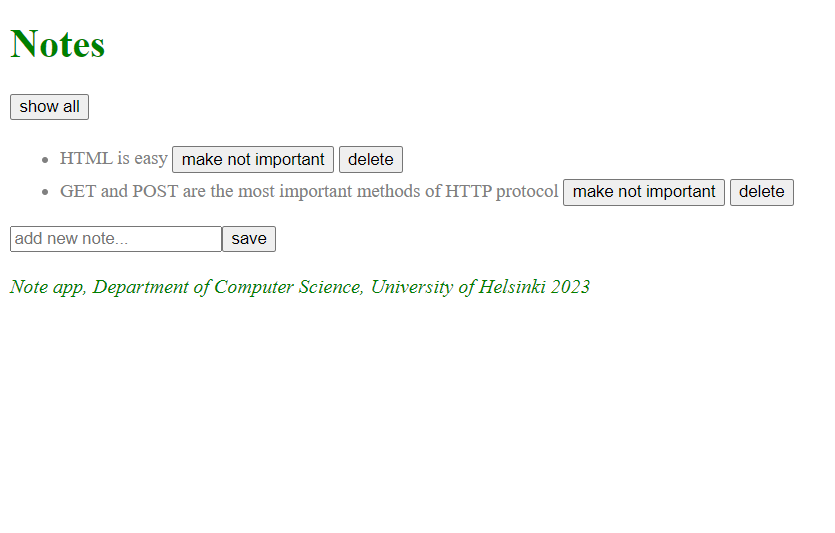 Notes
show all
HTML is easy make not important delete
GET and POST are the most important methods of HTTP protocol make not important delete
add new note... save
Note app, Department of Computer Science, University of Helsinki 2023